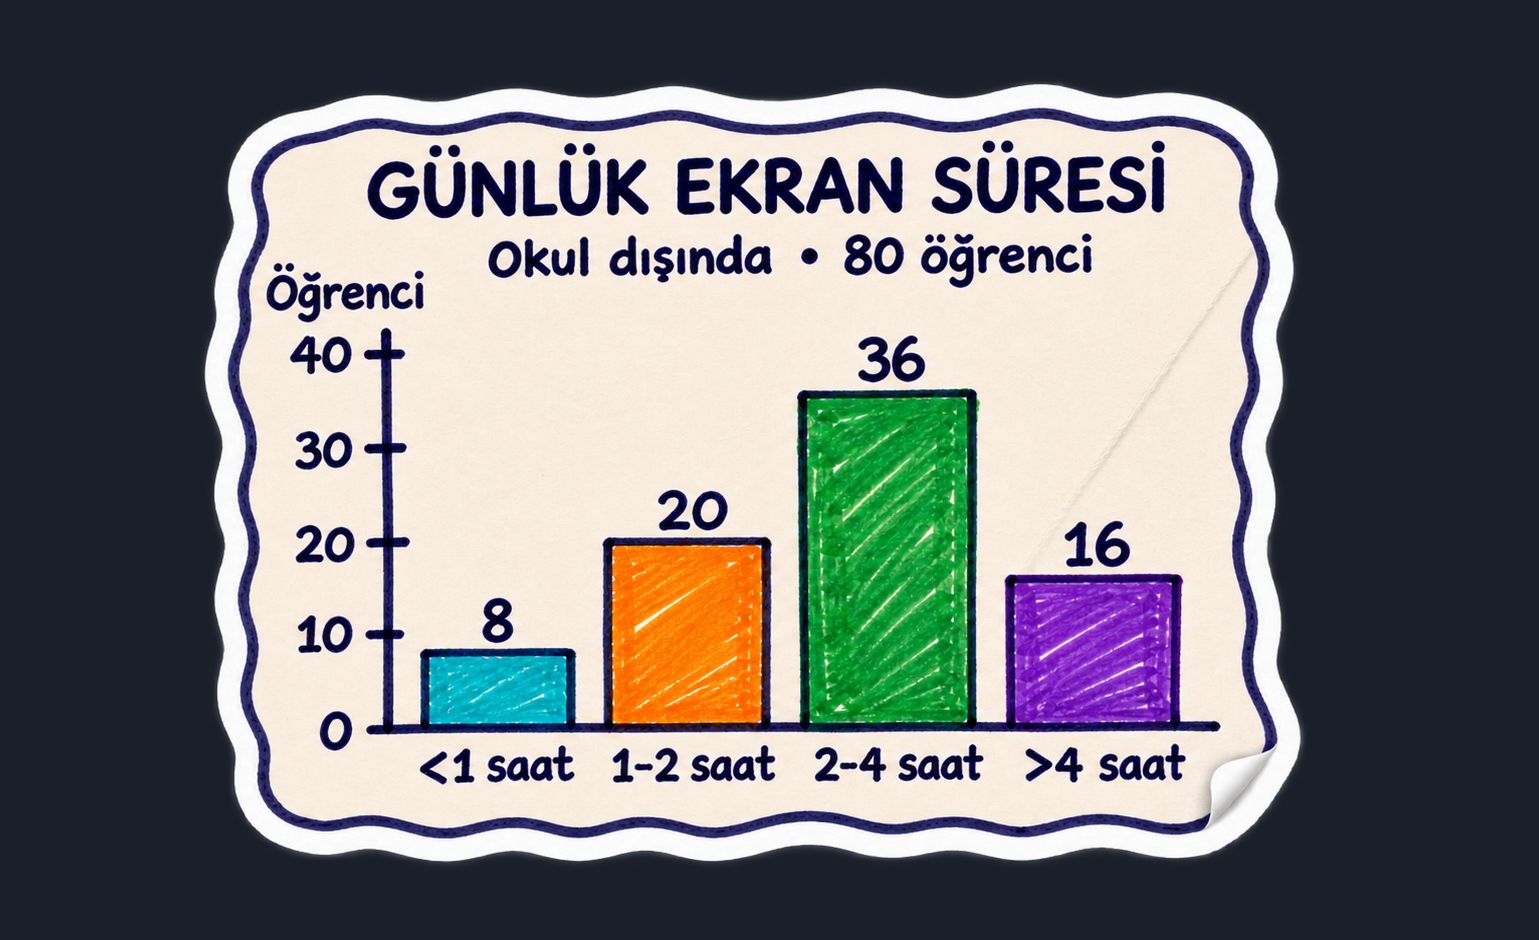 GÜNLÜK EKRAN SÜRESİ
Okul dışında • 80 öğrenci
Öğrenci
40
30
20
10
0
8
20
36
16
<1 saat
1-2 saat
2-4 saat
>4 saat